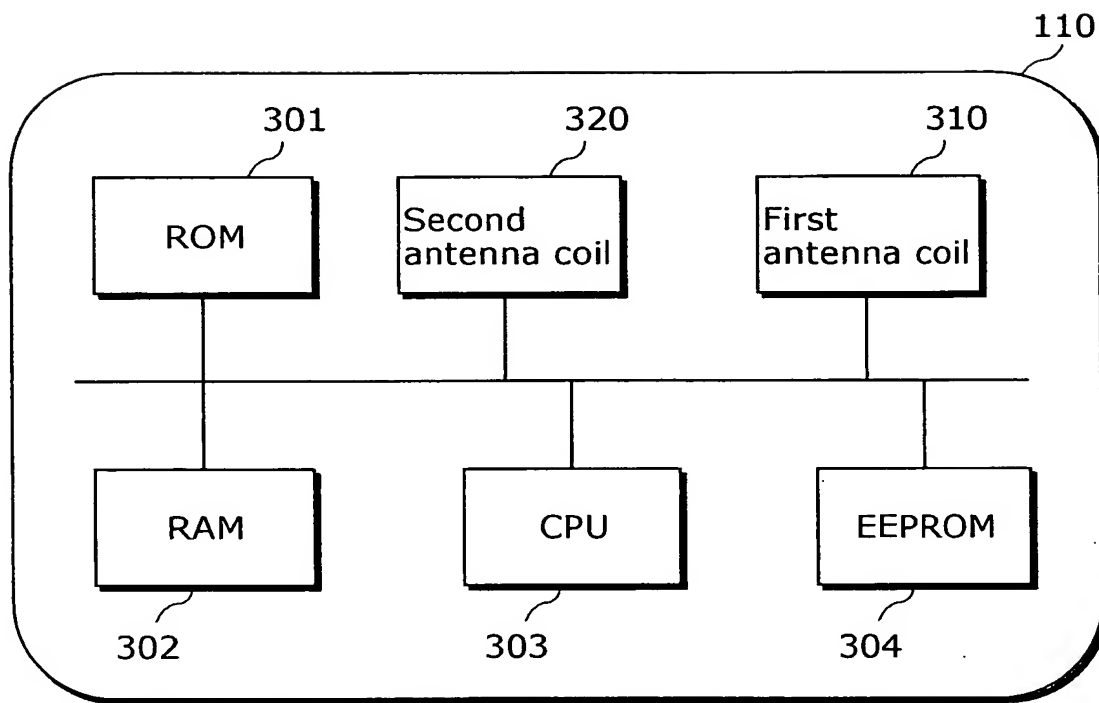 110
301
320
310
ROM
Second
antenna coil
First
antenna coil
RAM
CPU
EEPROM
302
303
304